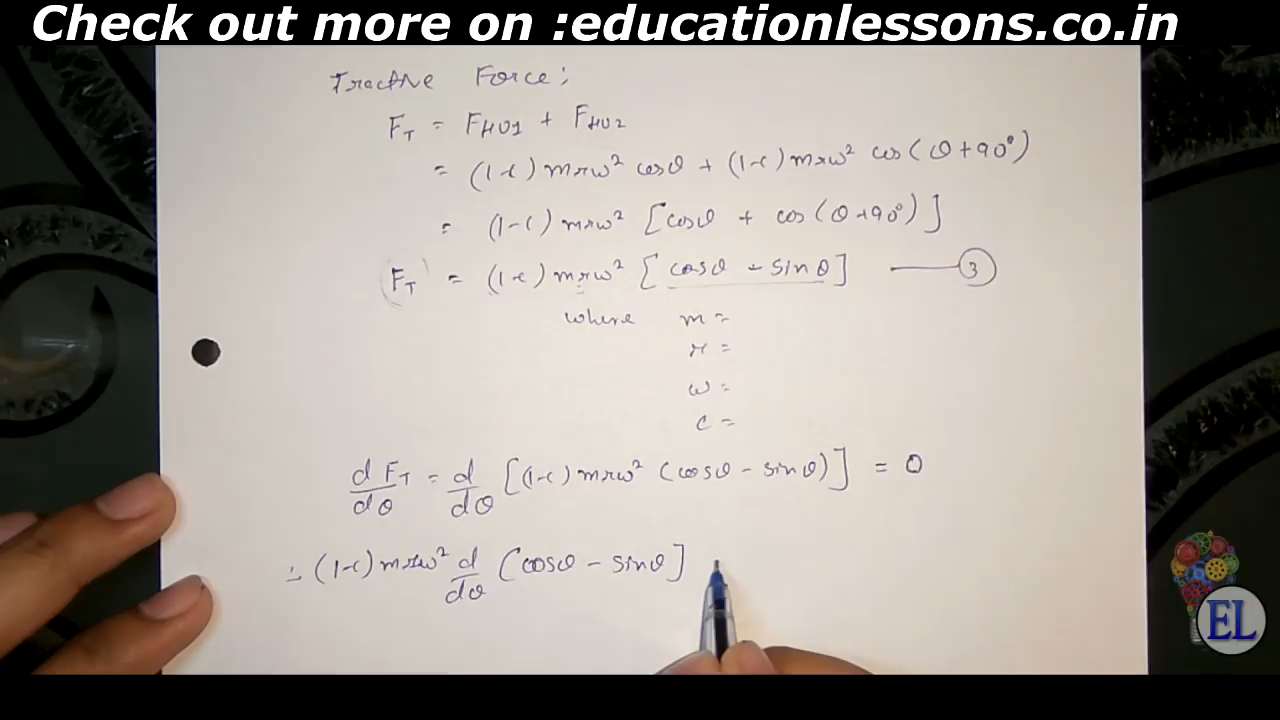 Check out more on :educationlessons.co.in
Tractive Force:
F_T = F_HU1 + F_HU2
= (1-c) mrω² cosθ + (1-c) mrω² cos(θ+90°)
= (1-c) mrω² [cosθ + cos(θ+90°)]
F_T = (1-c) mrω² [cosθ - sinθ] —— 3
where m =
r =
ω =
c =
dF_T/dθ = d/dθ [(1-c) mrω² (cosθ - sinθ)] = 0
∴ (1-c) mrω² d/dθ [cosθ - sinθ]
EL